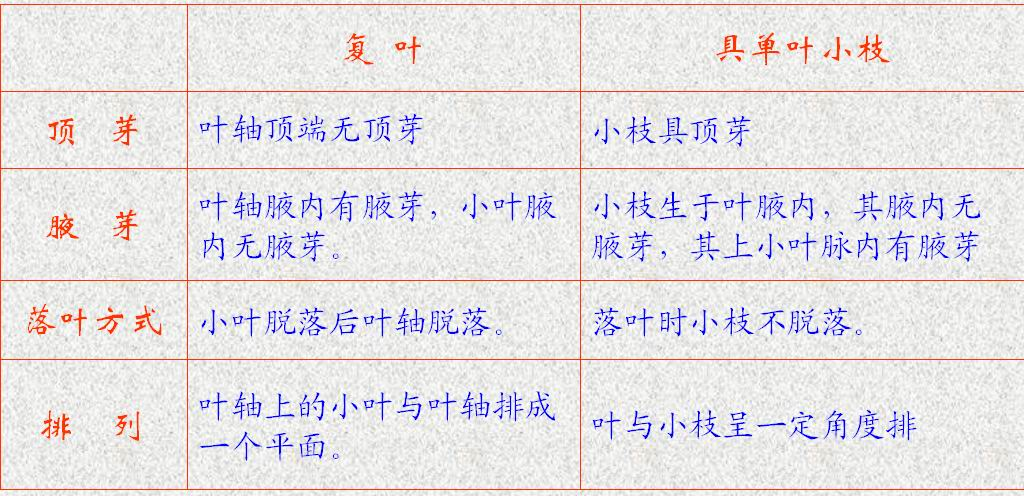 复 叶
具单叶小枝
顶 芽
叶轴顶端无顶芽
小枝具顶芽
腋 芽
叶轴腋内有腋芽，小叶腋
内无腋芽。
小枝生于叶腋内，其腋内无
腋芽，其上小叶脉内有腋芽
落叶方式
小叶脱落后叶轴脱落。
落叶时小枝不脱落。
排 列
叶轴上的小叶与叶轴排成
一个平面。
叶与小枝呈一定角度排